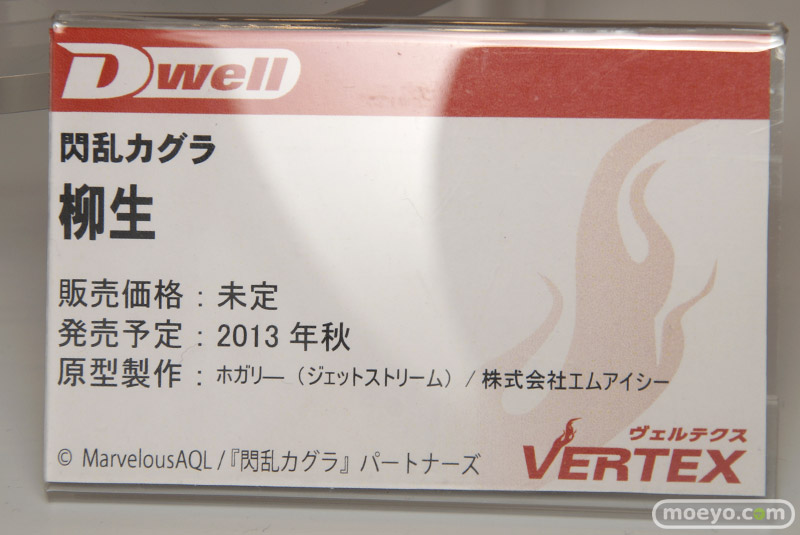 Dwell
閃乱カグラ
柳生
販売価格：未定
発売予定：2013 年秋
原型製作：ホガリ―（ジェットストリーム）/ 株式会社エムアイシー
© MarvelousAQL /『閃乱カグラ』パートナーズ
ヴェルテクス
VERTEX
moeyo.com